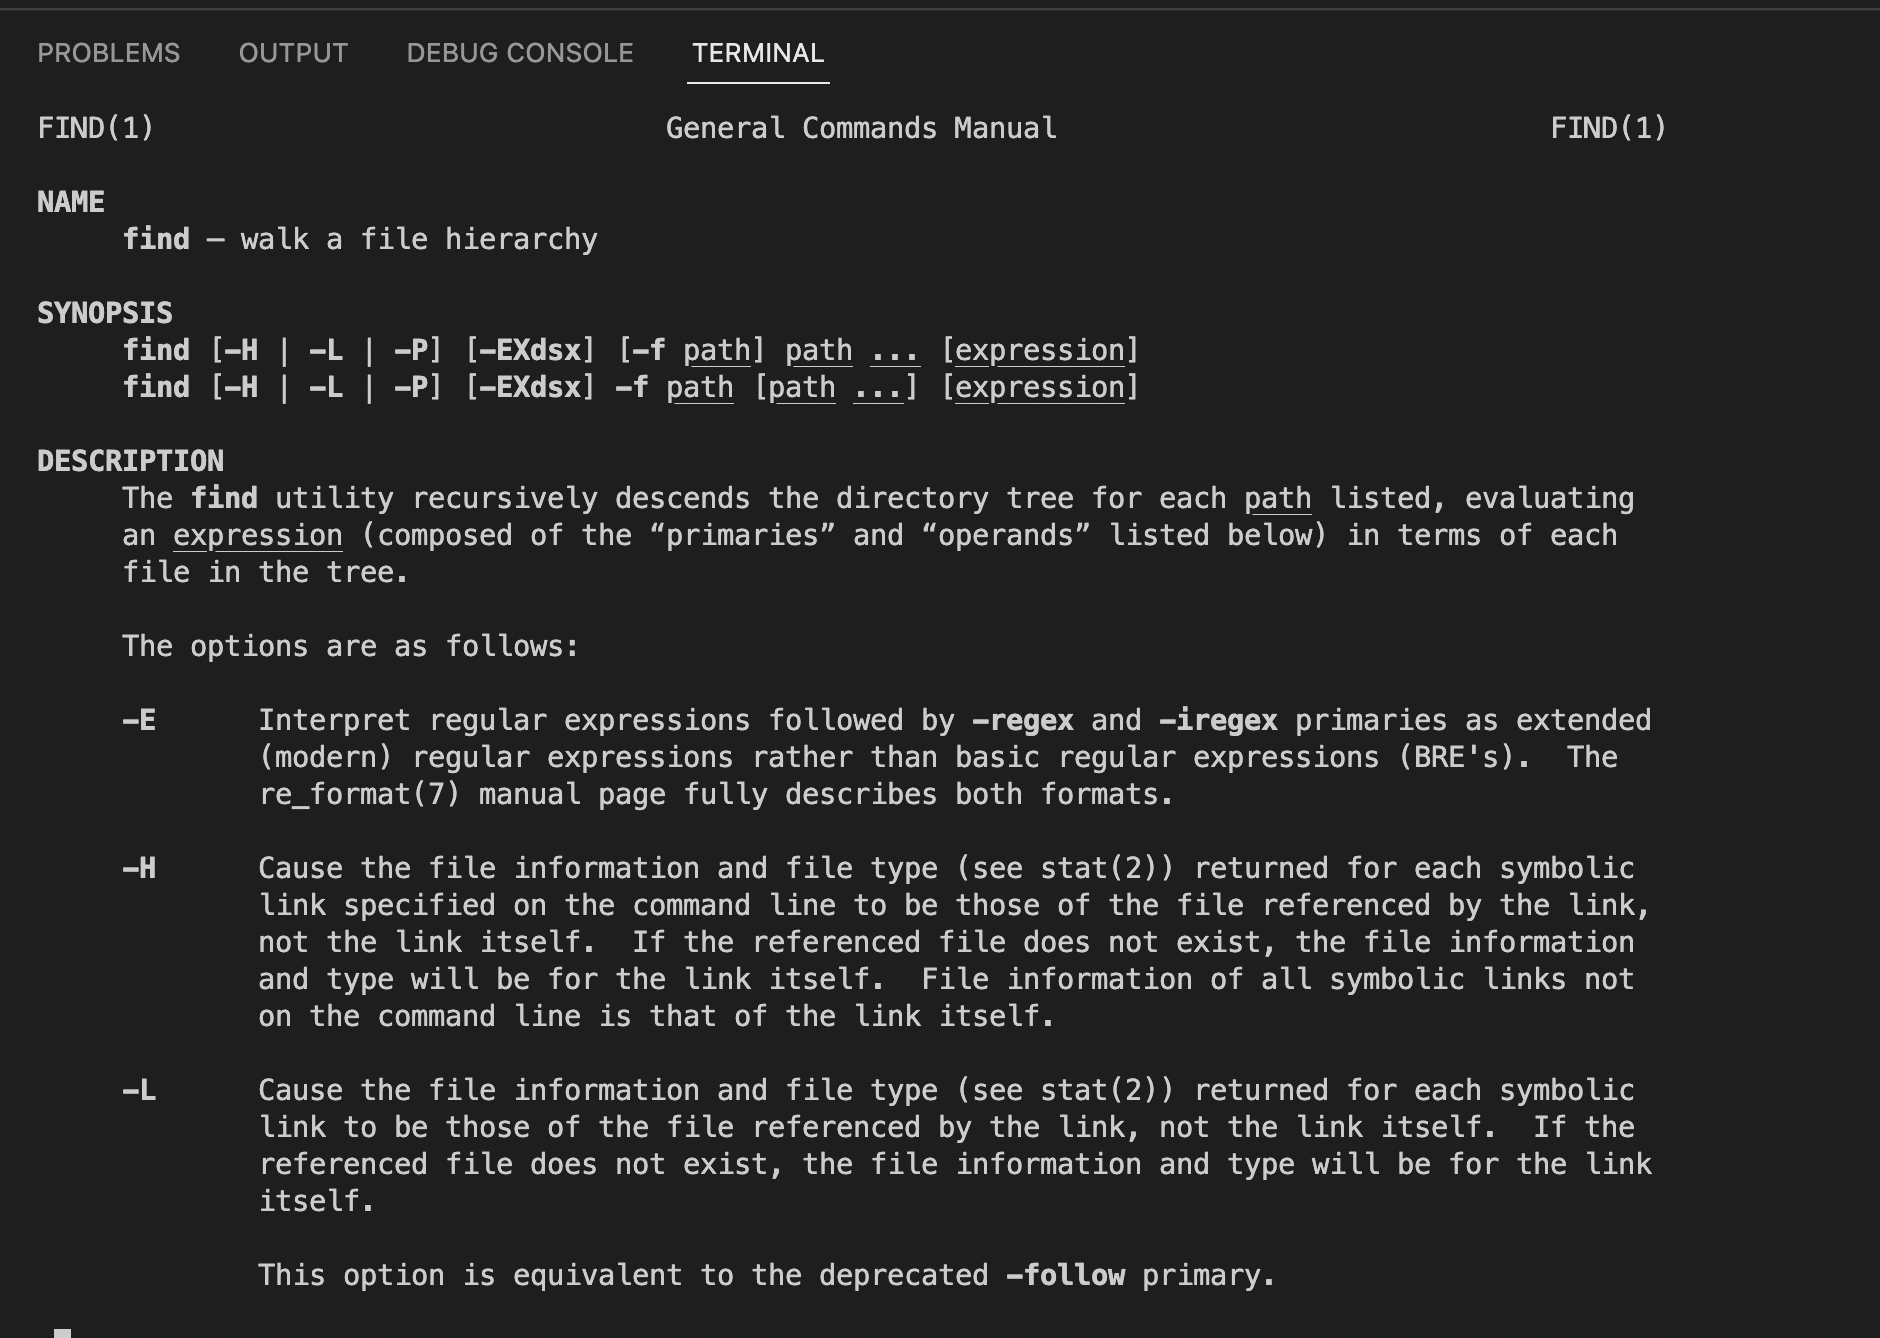 PROBLEMS OUTPUT DEBUG CONSOLE TERMINAL
FIND(1) General Commands Manual FIND(1)
NAME
find – walk a file hierarchy
SYNOPSIS
find [-H | -L | -P] [-EXdsx] [-f path] path ... [expression]
find [-H | -L | -P] [-EXdsx] -f path [path ...] [expression]
DESCRIPTION
The find utility recursively descends the directory tree for each path listed, evaluating
an expression (composed of the “primaries” and “operands” listed below) in terms of each
file in the tree.
The options are as follows:
-E Interpret regular expressions followed by -regex and -iregex primaries as extended
(modern) regular expressions rather than basic regular expressions (BRE's). The
re_format(7) manual page fully describes both formats.
-H Cause the file information and file type (see stat(2)) returned for each symbolic
link specified on the command line to be those of the file referenced by the link,
not the link itself. If the referenced file does not exist, the file information
and type will be for the link itself. File information of all symbolic links not
on the command line is that of the link itself.
-L Cause the file information and file type (see stat(2)) returned for each symbolic
link to be those of the file referenced by the link, not the link itself. If the
referenced file does not exist, the file information and type will be for the link
itself.
This option is equivalent to the deprecated -follow primary.